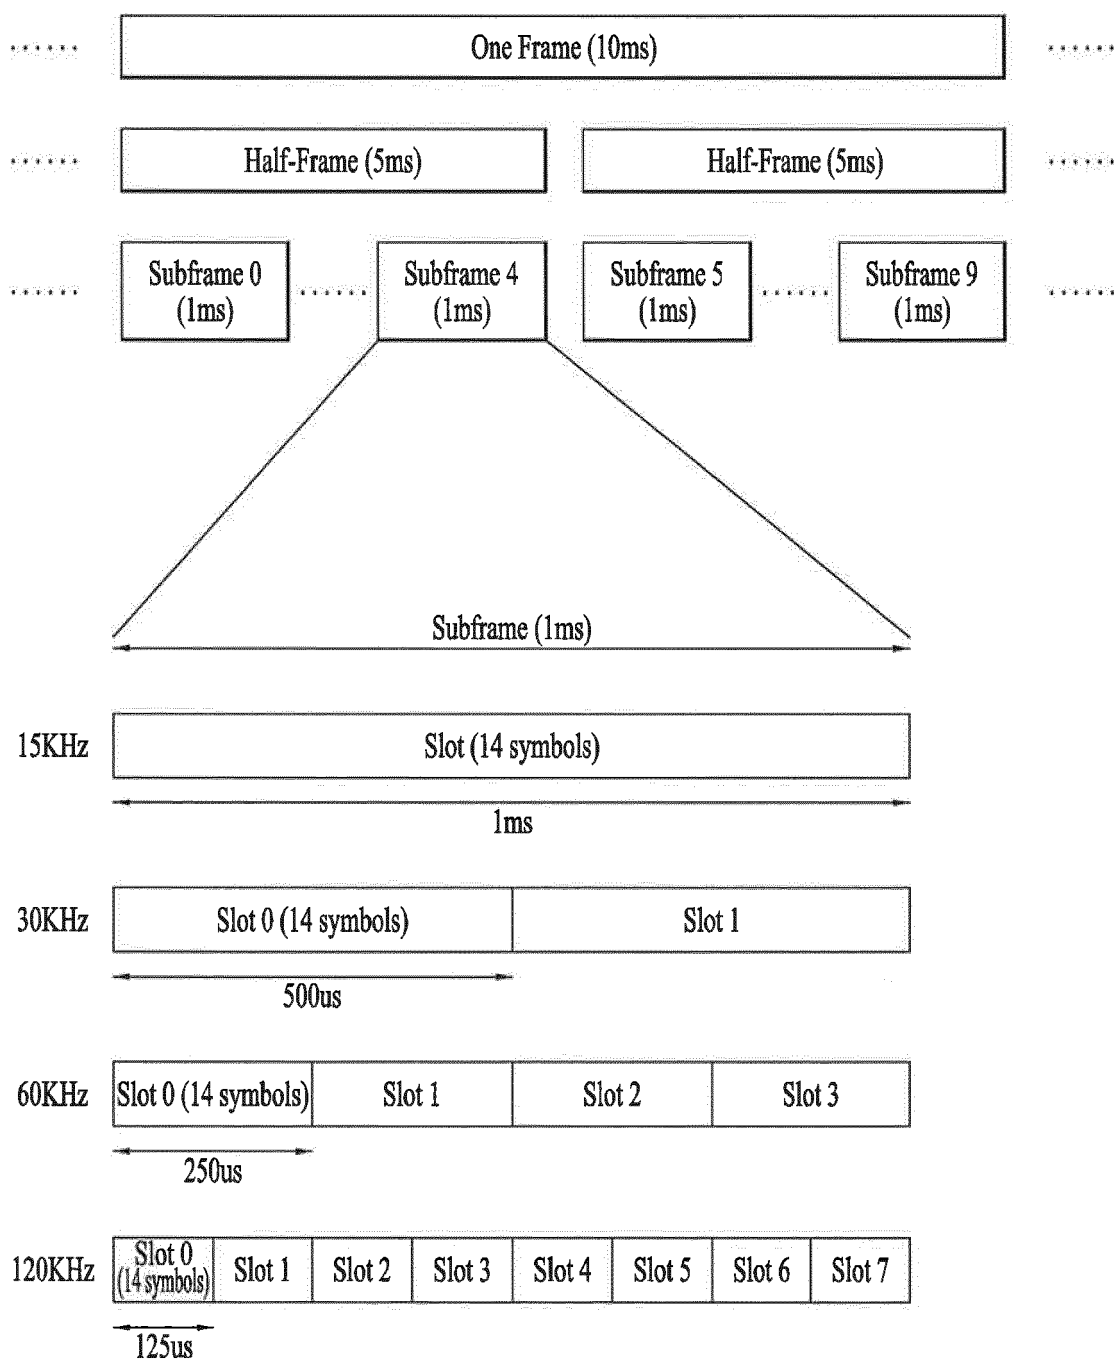 One Frame (10ms)
Half-Frame (5ms) Half-Frame (5ms)
Subframe 0 (1ms)
Subframe 4 (1ms)
Subframe 5 (1ms)
Subframe 9 (1ms)
Subframe (1ms)
15KHz Slot (14 symbols)
1ms
30KHz Slot 0 (14 symbols) Slot 1
500us
60KHz Slot 0 (14 symbols) Slot 1 Slot 2 Slot 3
250us
120KHz Slot 0 (14 symbols) Slot 1 Slot 2 Slot 3 Slot 4 Slot 5 Slot 6 Slot 7
125us